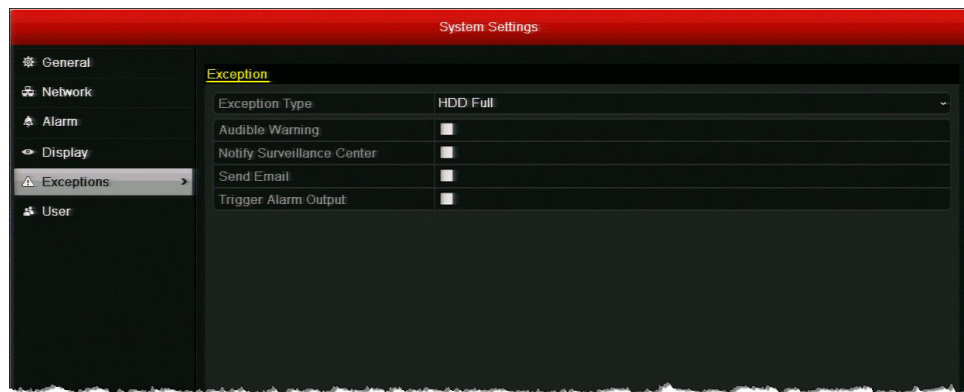 System Settings
General
Network
Alarm
Display
Exceptions
User
Exception
Exception Type HDD Full
Audible Warning
Notify Surveillance Center
Send Email
Trigger Alarm Output